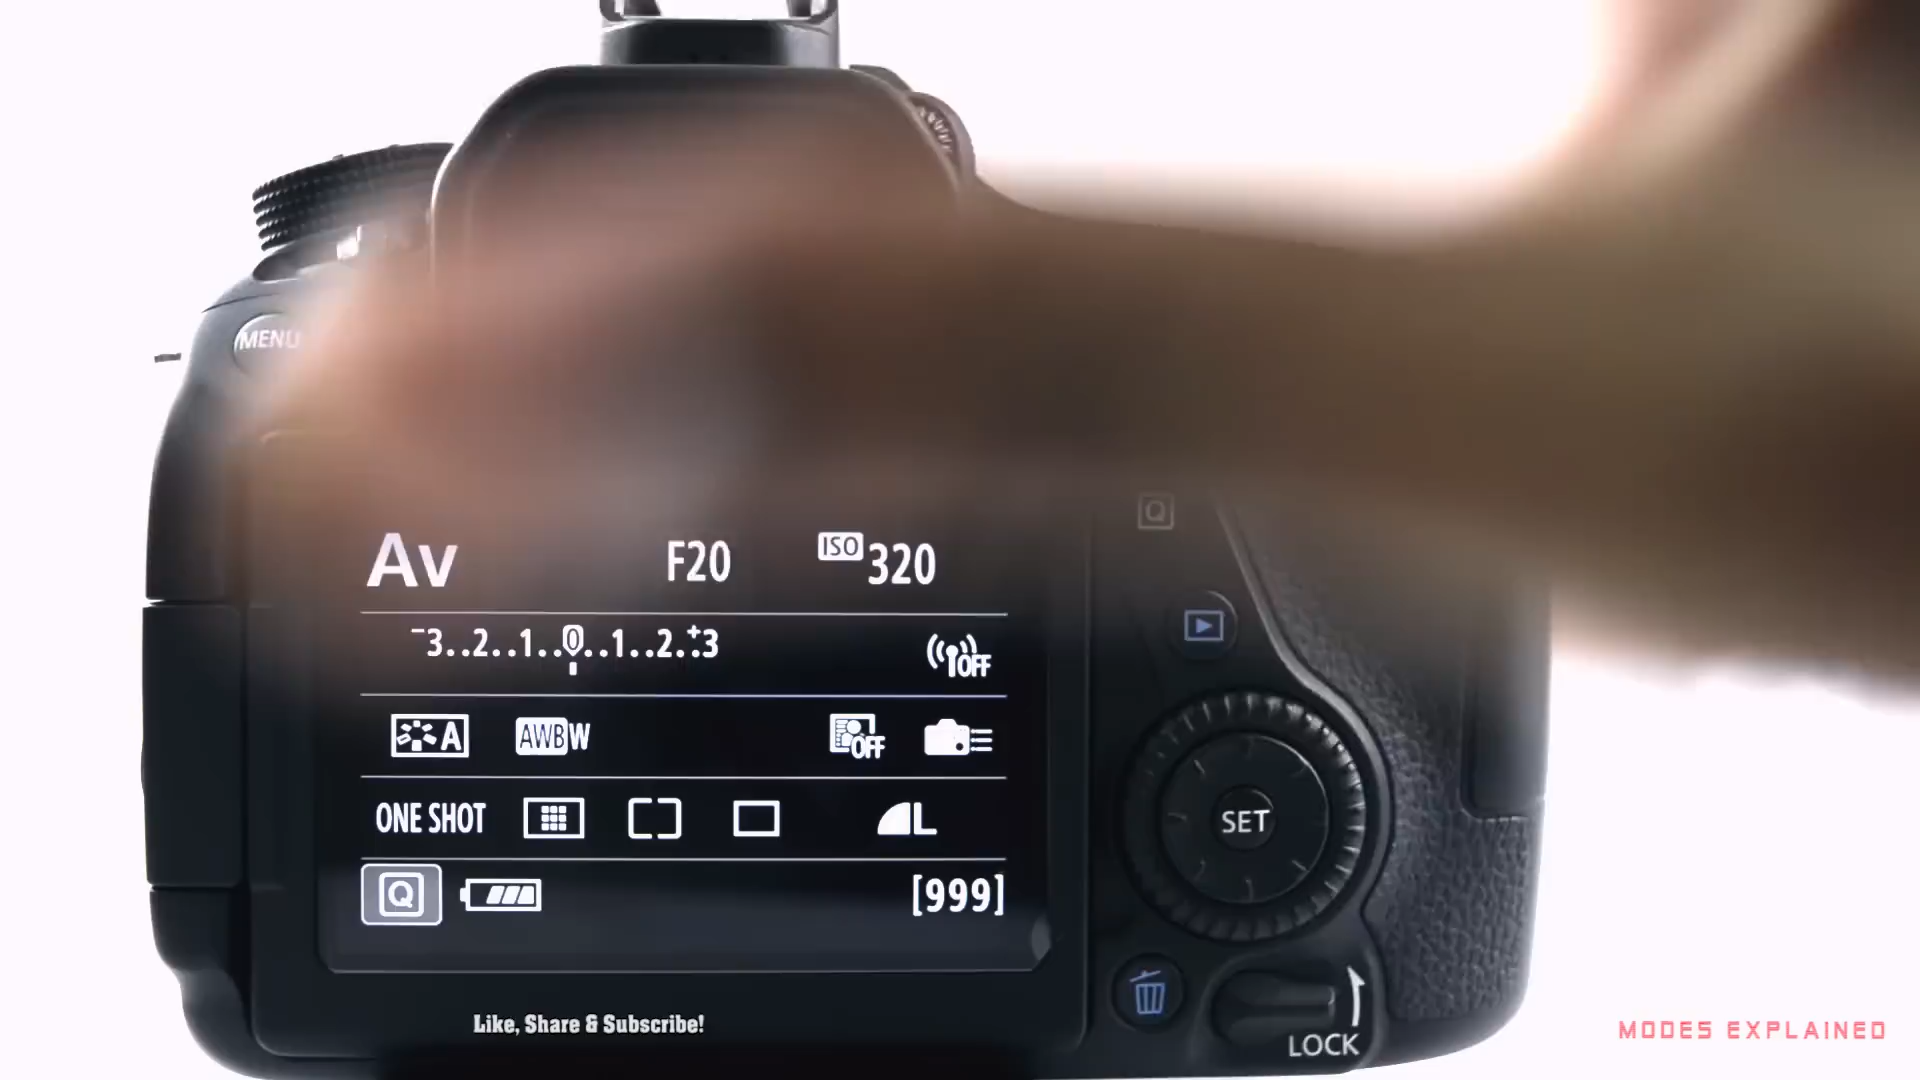 MENU
Q
Av F20 ISO 320
-3..2..1..0..1..2..+3 OFF
A AWBW OFF
ONE SHOT L
Q [999]
SET
LOCK
Like, Share & Subscribe!
MODES EXPLAINED